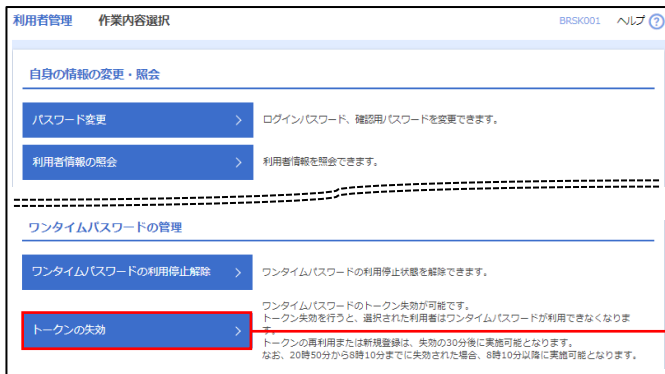 利用者管理 作業内容選択 BRSK001 ヘルプ ?
自身の情報の変更・照会
パスワード変更 ログインパスワード、確認用パスワードを変更できます。
利用者情報の照会 利用者情報を照会できます。
ワンタイムパスワードの管理
ワンタイムパスワードの利用停止解除 ワンタイムパスワードの利用停止状態を解除できます。
ワンタイムパスワードのトークン失効が可能です。
トークン失効を行うと、選択された利用者はワンタイムパスワードが利用できなくなりま
トークンの失効 す。
トークンの再利用または新規登録は、失効の30分後に実施可能となります。
なお、20時50分から8時10分までに失効された場合、8時10分以降に実施可能となります。